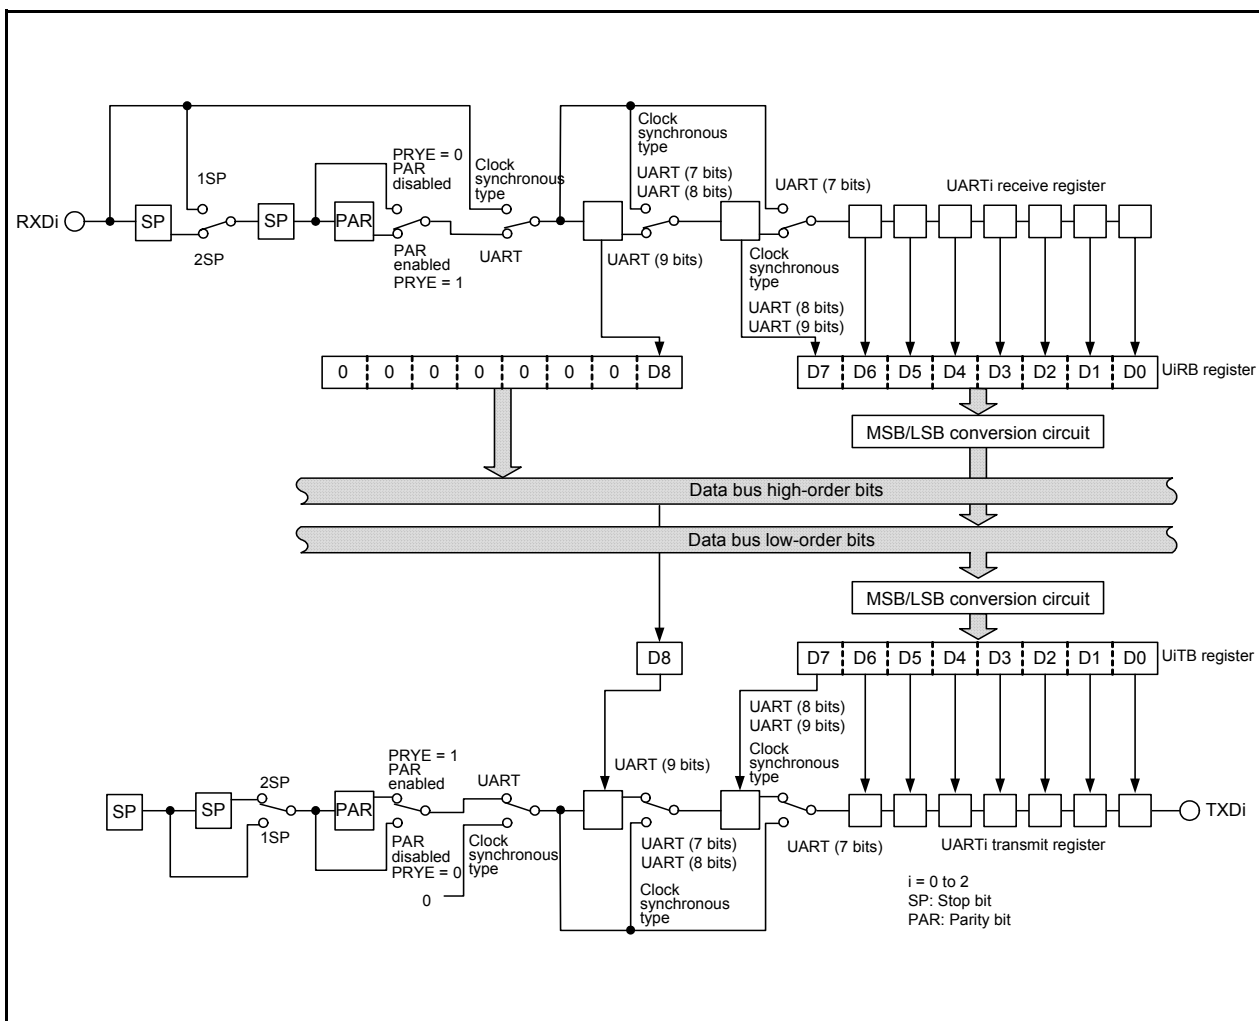 Clock
synchronous
type
PRYE = 0
PAR
disabled
Clock
synchronous
type
1SP
UART (7 bits)
UART (8 bits)
UART (7 bits)
UARTi receive register
RXDi
SP
SP
PAR
2SP
PAR
enabled
PRYE = 1
UART
UART (9 bits)
Clock
synchronous
type
UART (8 bits)
UART (9 bits)
0 0 0 0 0 0 0 D8
D7 D6 D5 D4 D3 D2 D1 D0
UiRB register
MSB/LSB conversion circuit
Data bus high-order bits
Data bus low-order bits
MSB/LSB conversion circuit
D8
D7 D6 D5 D4 D3 D2 D1 D0
UiTB register
UART (8 bits)
UART (9 bits)
PRYE = 1
PAR
enabled
2SP
UART
UART (9 bits)
Clock
synchronous
type
SP
SP
PAR
TXDi
1SP
PAR
disabled
PRYE = 0
Clock
synchronous
type
0
UART (7 bits)
UART (8 bits)
UART (7 bits)
UARTi transmit register
Clock
synchronous
type
i = 0 to 2
SP: Stop bit
PAR: Parity bit